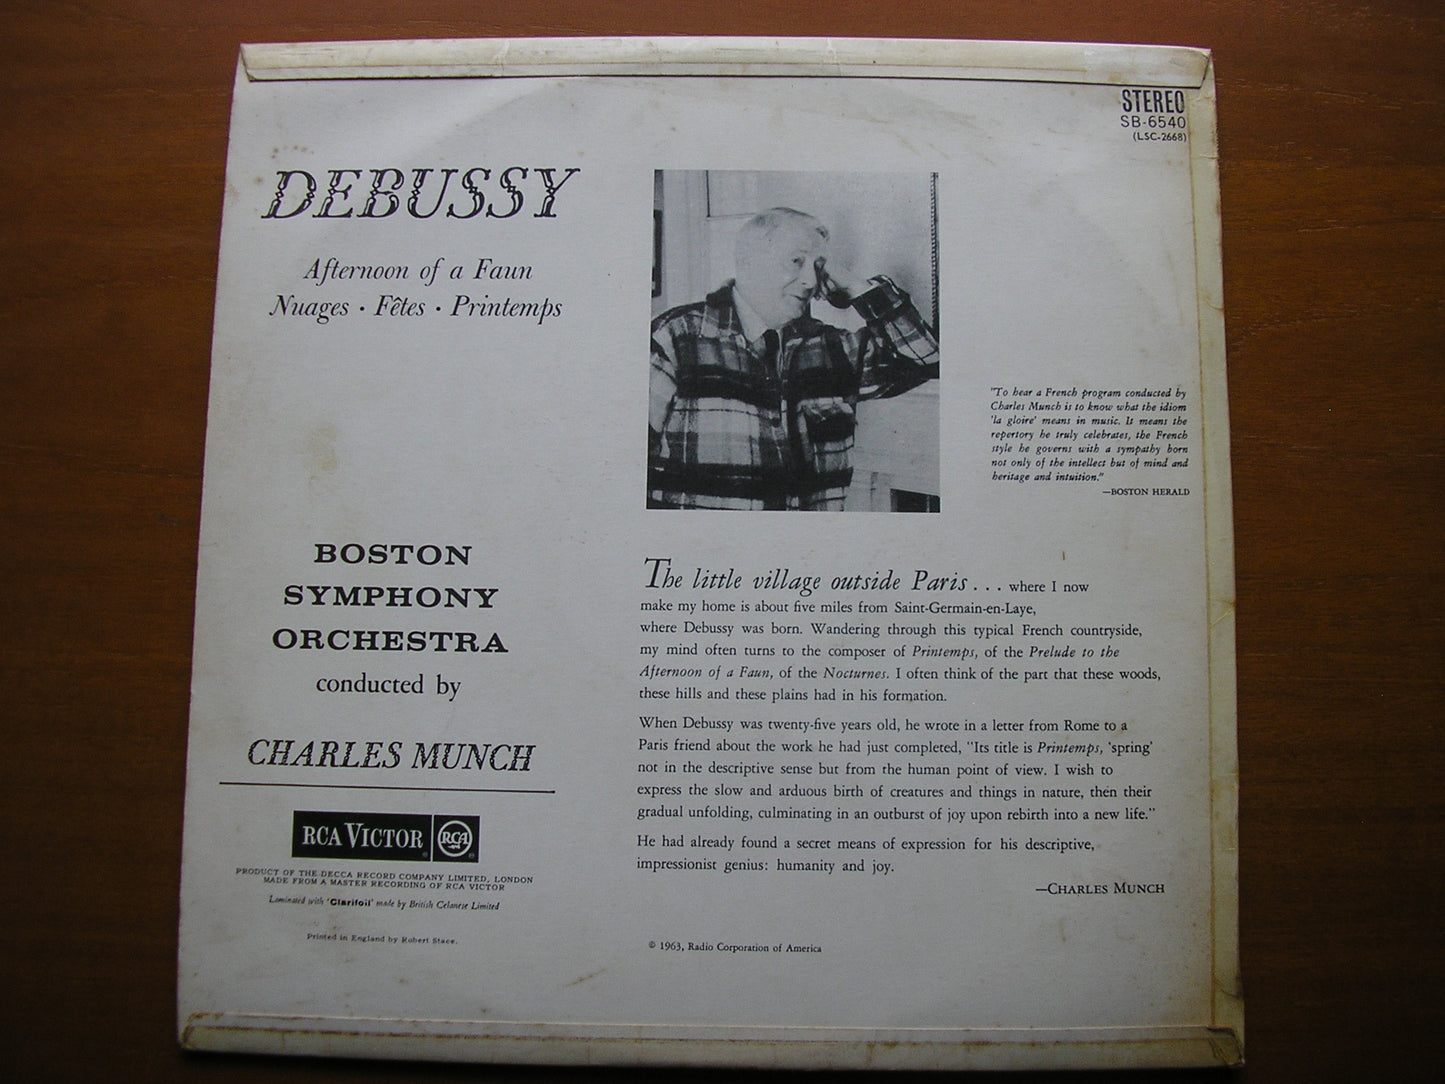 STEREO
SB-6540
(LSC-2668)
DEBUSSY
Afternoon of a Faun
Nuages · Fêtes · Printemps
"To hear a French program conducted by
Charles Munch is to know what the idiom
'la gloire' means in music. It means the
repertory he truly celebrates, the French
style he governs with a sympathy born
not only of the intellect but of mind and
heritage and intuition."
—BOSTON HERALD
BOSTON
SYMPHONY
ORCHESTRA
conducted by
CHARLES MUNCH
The little village outside Paris . . . where I now
make my home is about five miles from Saint-Germain-en-Laye,
where Debussy was born. Wandering through this typical French countryside,
my mind often turns to the composer of Printemps, of the Prelude to the
Afternoon of a Faun, of the Nocturnes. I often think of the part that these woods,
these hills and these plains had in his formation.
When Debussy was twenty-five years old, he wrote in a letter from Rome to a
Paris friend about the work he had just completed, "Its title is Printemps, 'spring'
not in the descriptive sense but from the human point of view. I wish to
express the slow and arduous birth of creatures and things in nature, then their
gradual unfolding, culminating in an outburst of joy upon rebirth into a new life."
He had already found a secret means of expression for his descriptive,
impressionist genius: humanity and joy.
—CHARLES MUNCH
RCA VICTOR RCA
PRODUCT OF THE DECCA RECORD COMPANY LIMITED, LONDON
MADE FROM A MASTER RECORDING OF RCA VICTOR
Laminated with 'Clarifoil' made by British Celanese Limited
Printed in England by Robert Stace.
© 1963, Radio Corporation of America